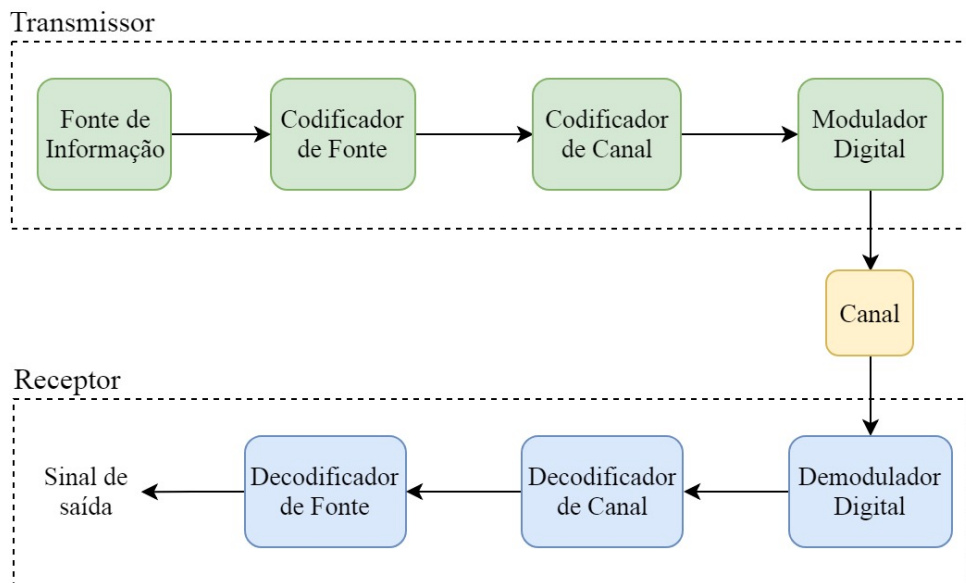 Transmissor
Fonte de
Informação
Codificador
de Fonte
Codificador
de Canal
Modulador
Digital
Canal
Receptor
Sinal de
saída
Decodificador
de Fonte
Decodificador
de Canal
Demodulador
Digital